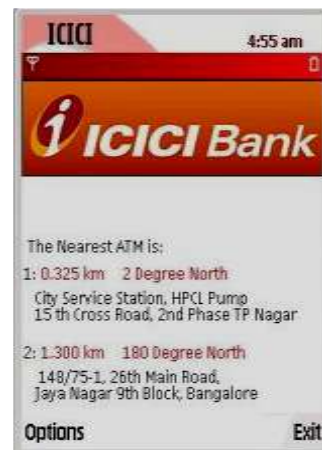 ICICI
4:55 am
i ICICI Bank
The Nearest ATM is:
1: 0.325 km 2 Degree North
City Service Station, HPCL Pump
15 th Cross Road, 2nd Phase TP Nagar
2: 1.300 km 180 Degree North
148/75-1, 26th Main Road,
Jaya Nagar 9th Block, Bangalore
Options Exit